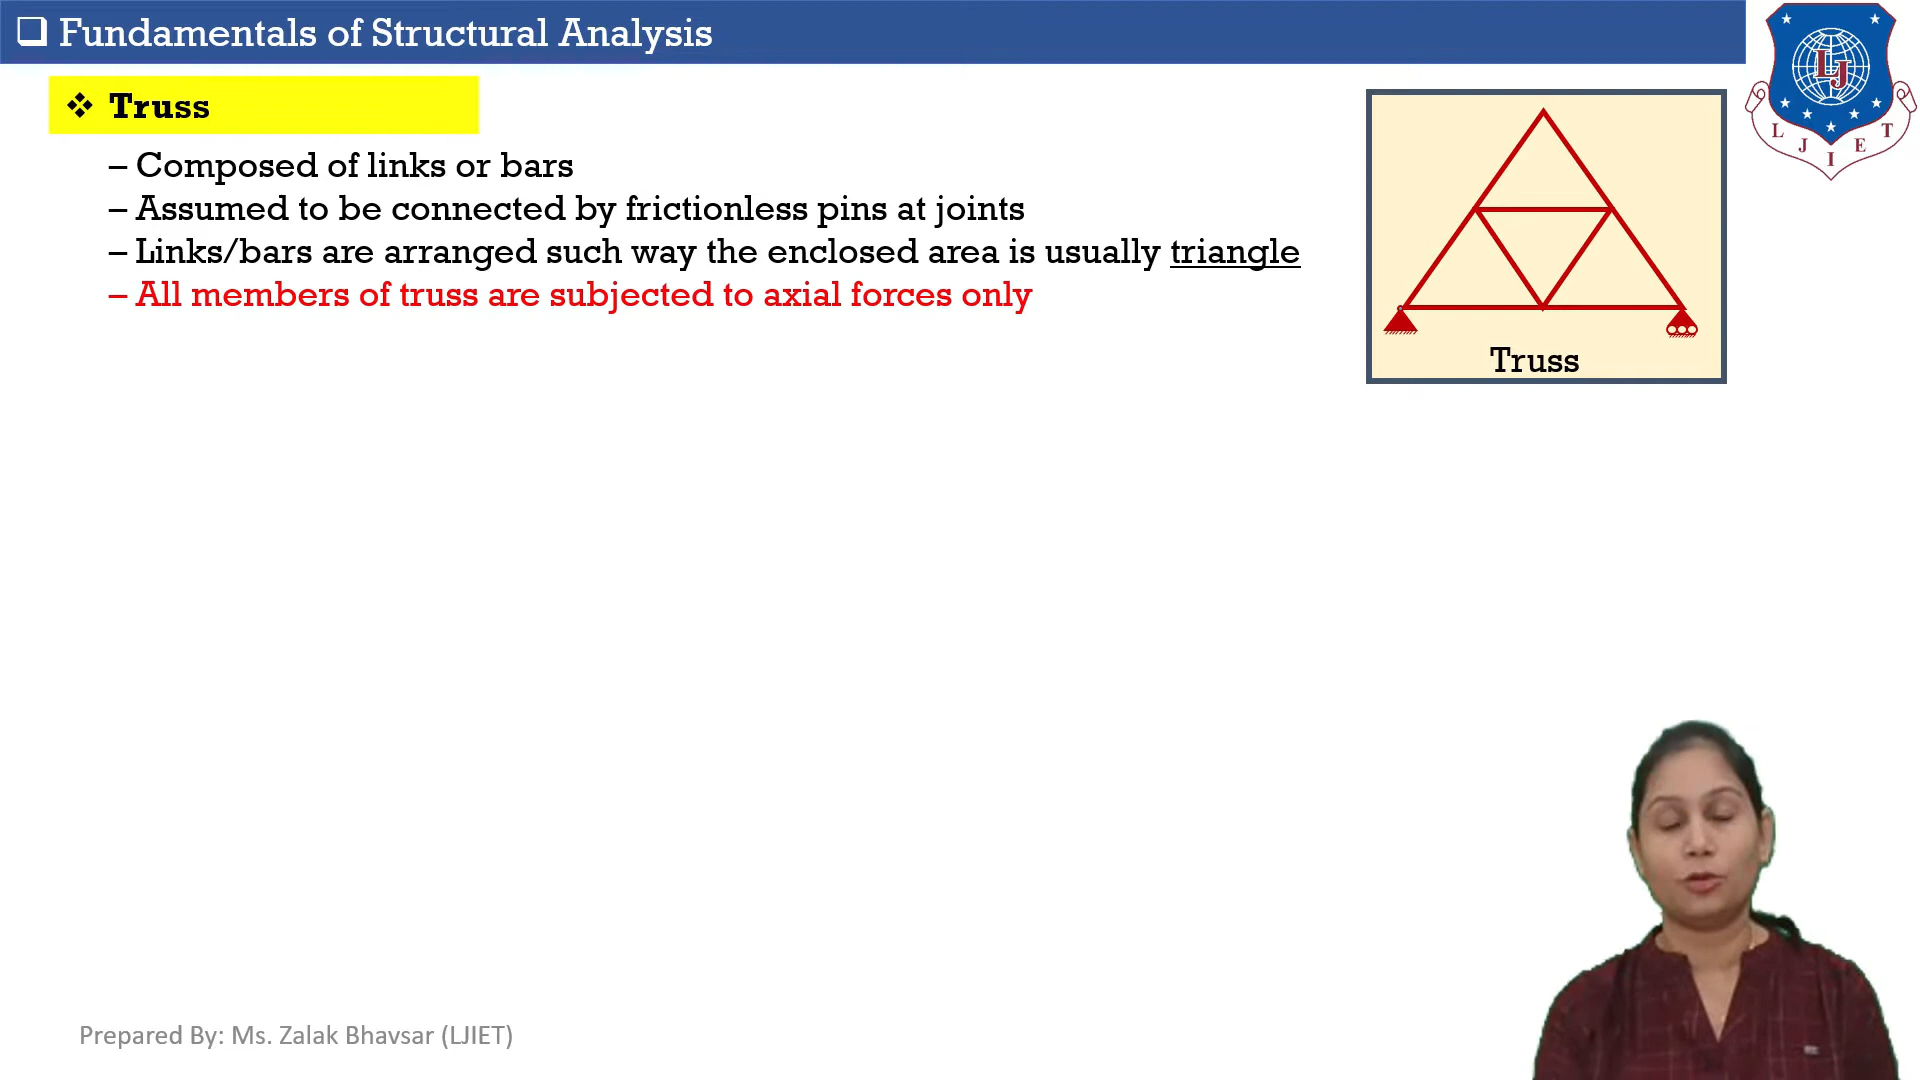 Fundamentals of Structural Analysis
Truss
– Composed of links or bars
– Assumed to be connected by frictionless pins at joints
– Links/bars are arranged such way the enclosed area is usually triangle
– All members of truss are subjected to axial forces only
Truss
LJ
L J I E T
Prepared By: Ms. Zalak Bhavsar (LJIET)